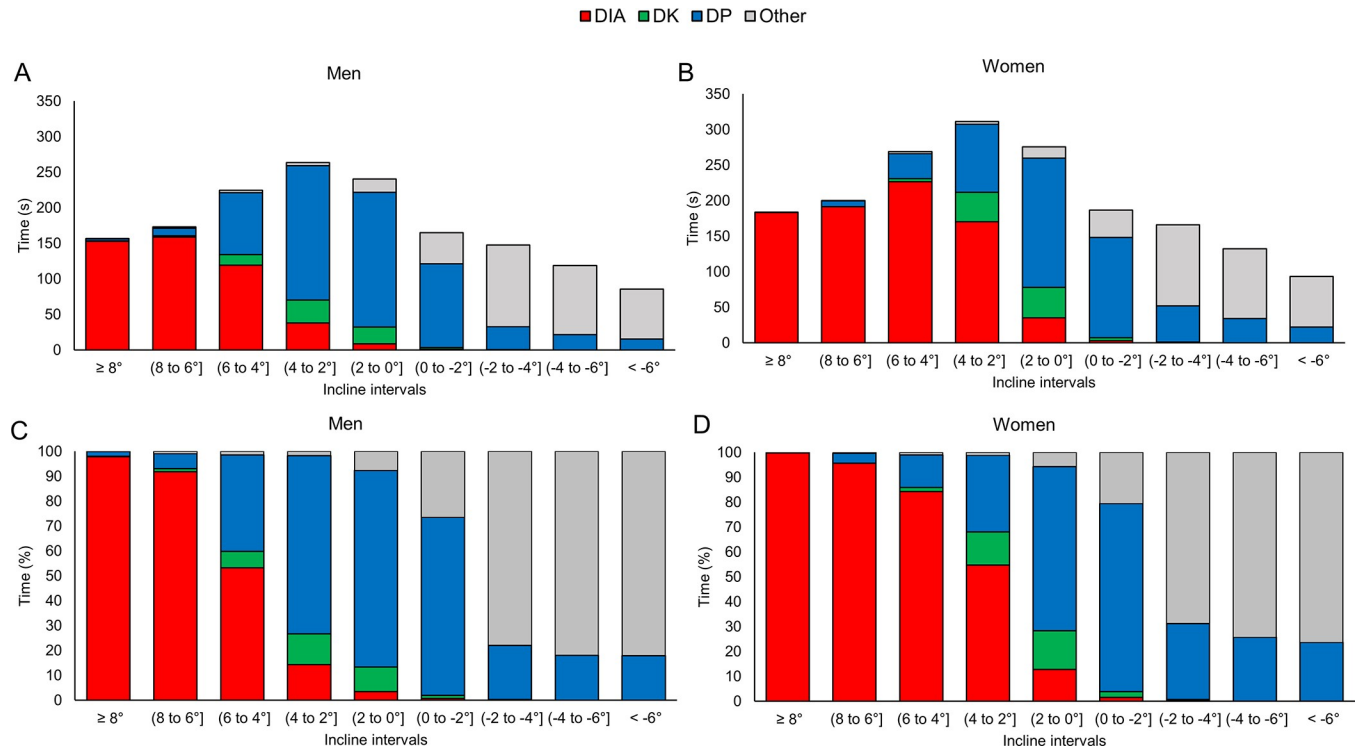 DIA DK DP Other
A
Men
350
300
250
200
150
100
50
0
Time (s)
≥ 8° (8 to 6°] (6 to 4°] (4 to 2°] (2 to 0°] (0 to -2°] (-2 to -4°] (-4 to -6°] < -6°
Incline intervals
B
Women
350
300
250
200
150
100
50
0
Time (s)
≥ 8° (8 to 6°] (6 to 4°] (4 to 2°] (2 to 0°] (0 to -2°] (-2 to -4°] (-4 to -6°] < -6°
Incline intervals
C
Men
100
90
80
70
60
50
40
30
20
10
0
Time (%)
≥ 8° (8 to 6°] (6 to 4°] (4 to 2°] (2 to 0°] (0 to -2°] (-2 to -4°] (-4 to -6°] < -6°
Incline intervals
D
Women
100
90
80
70
60
50
40
30
20
10
0
Time (%)
≥ 8° (8 to 6°] (6 to 4°] (4 to 2°] (2 to 0°] (0 to -2°] (-2 to -4°] (-4 to -6°] < -6°
Incline intervals